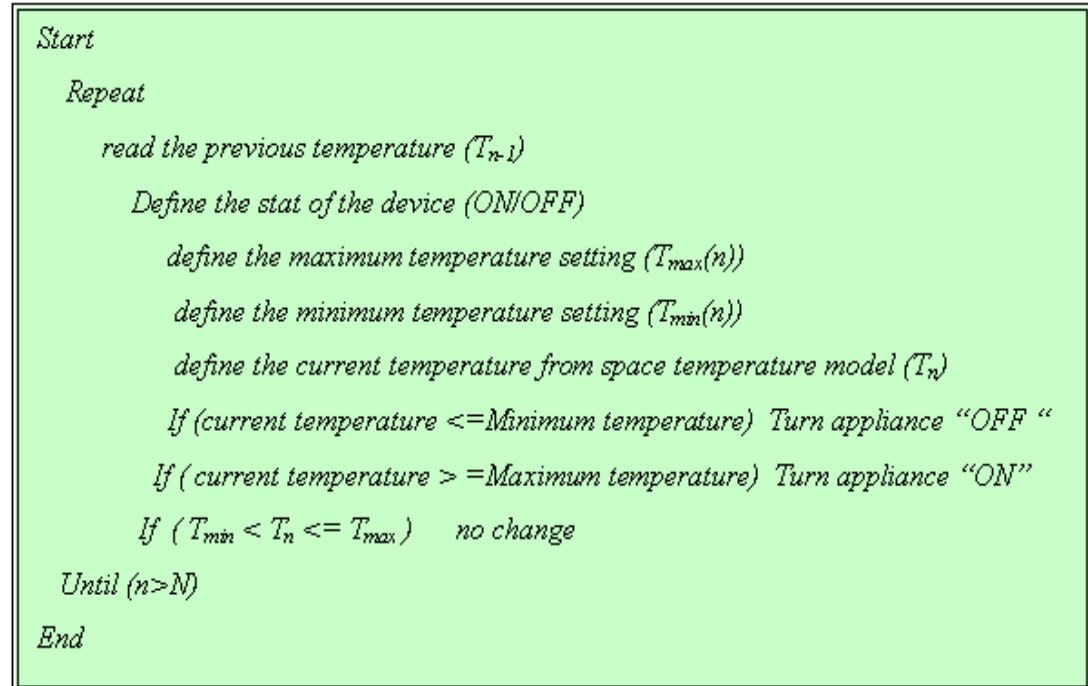 Start
Repeat
read the previous temperature (Tn-1)
Define the stat of the device (ON/OFF)
define the maximum temperature setting (Tmax(n))
define the minimum temperature setting (Tmin(n))
define the current temperature from space temperature model (Tn)
If (current temperature <=Minimum temperature) Turn appliance “OFF “
If ( current temperature > =Maximum temperature) Turn appliance “ON”
If ( Tmin < Tn <= Tmax ) no change
Until (n>N)
End